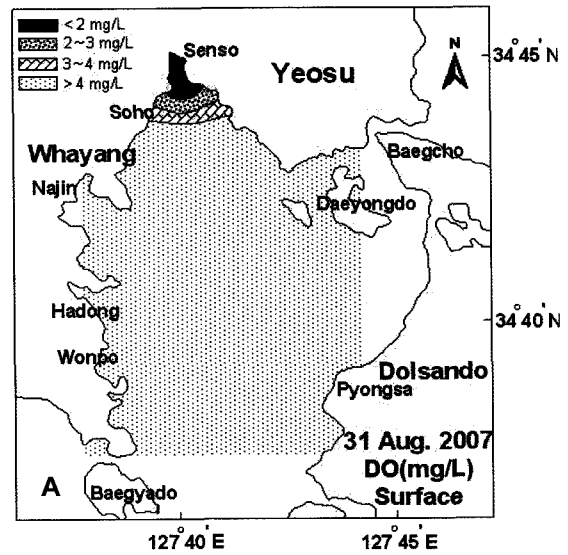 <2 mg/L
2~3 mg/L
3~4 mg/L
>4 mg/L
Senso
Yeosu
N
34°45'N
Soho
Whayang
Baegcho
Najin
Daeyongdo
Hadong
34°40'N
Wonpo
Dolsando
Pyongsa
31 Aug. 2007
DO(mg/L)
Surface
A
Baegyado
127°40'E
127°45'E